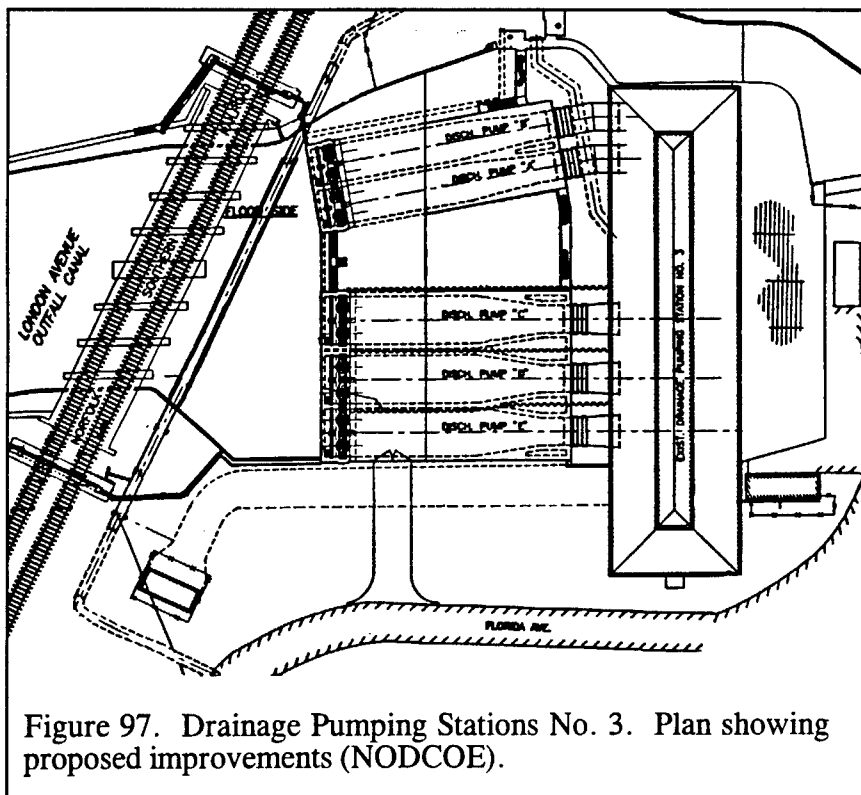 DISCH. PUMP "D"
DISCH. PUMP "A"
FLOOD SIDE
RAILROAD
SOUTHERN
NORFOLK
LONDON AVENUE
OUTFALL CANAL
DISCH. PUMP "C"
DISCH. PUMP "B"
DISCH. PUMP "E"
EXIST. DRAINAGE PUMPING STATION NO. 3
FLORIDA AVE.
Figure 97. Drainage Pumping Stations No. 3. Plan showing
proposed improvements (NODCOE).